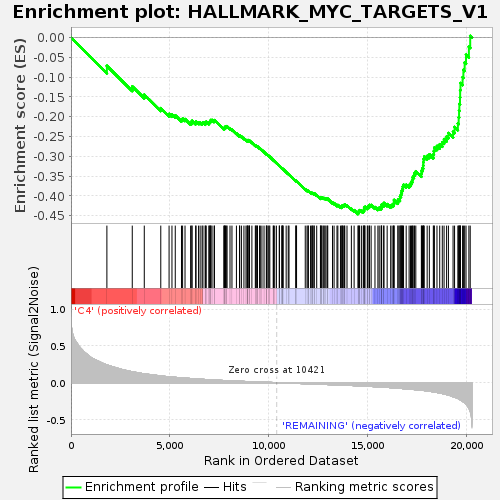 Enrichment plot: HALLMARK_MYC_TARGETS_V1
Enrichment score (ES)
0.00
-0.05
-0.10
-0.15
-0.20
-0.25
-0.30
-0.35
-0.40
-0.45
Ranked list metric (Signal2Noise)
1.0
0.5
0.0
-0.5
'C4' (positively correlated)
Zero cross at 10421
'REMAINING' (negatively correlated)
0
5,000
10,000
15,000
20,000
Rank in Ordered Dataset
Enrichment profile
Hits
Ranking metric scores